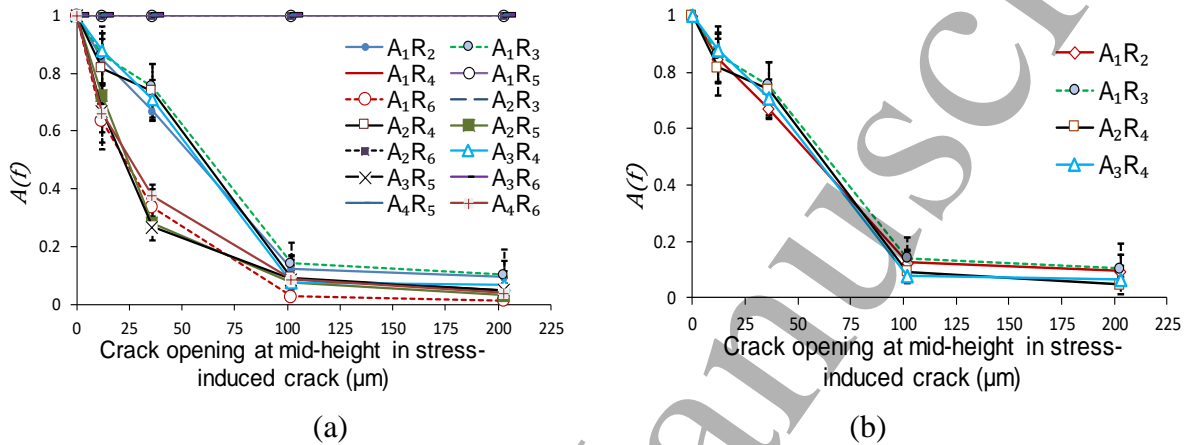 1
0.8
0.6
0.4
0.2
0
A(f)
A₁R₂ A₁R₃
A₁R₄ A₁R₅
A₁R₆ A₂R₃
A₂R₄ A₂R₅
A₂R₆ A₃R₄
A₃R₅ A₃R₆
A₄R₅ A₄R₆
0 25 50 75 100 125 150 175 200 225
Crack opening at mid-height in stress-
induced crack (µm)
(a)
1
0.8
0.6
0.4
0.2
0
A(f)
A₁R₂
A₁R₃
A₂R₄
A₃R₄
0 25 50 75 100 125 150 175 200 225
Crack opening at mid-height in stress-
induced crack (µm)
(b)
anuscr